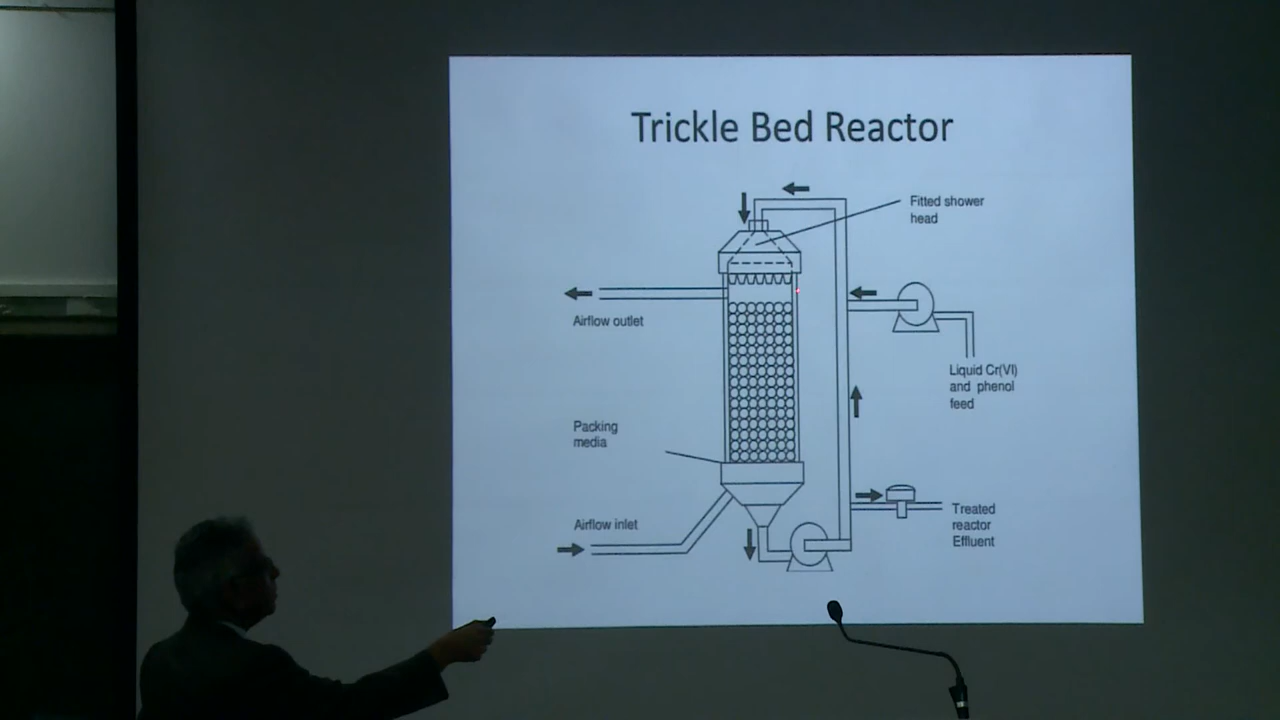 Trickle Bed Reactor
Fitted shower
head
Airflow outlet
Liquid Cr(VI)
and phenol
feed
Packing
media
Treated
reactor
Effluent
Airflow inlet